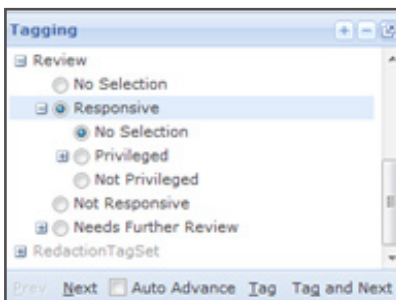 Tagging
Review
No Selection
Responsive
No Selection
Privileged
Not Privileged
Not Responsive
Needs Further Review
RedactionTagSet
Prev Next Auto Advance Tag Tag and Next